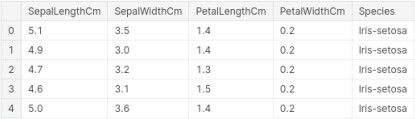 SepalLengthCm SepalWidthCm PetalLengthCm PetalWidthCm Species
0 5.1 3.5 1.4 0.2 Iris-setosa
1 4.9 3.0 1.4 0.2 Iris-setosa
2 4.7 3.2 1.3 0.2 Iris-setosa
3 4.6 3.1 1.5 0.2 Iris-setosa
4 5.0 3.6 1.4 0.2 Iris-setosa